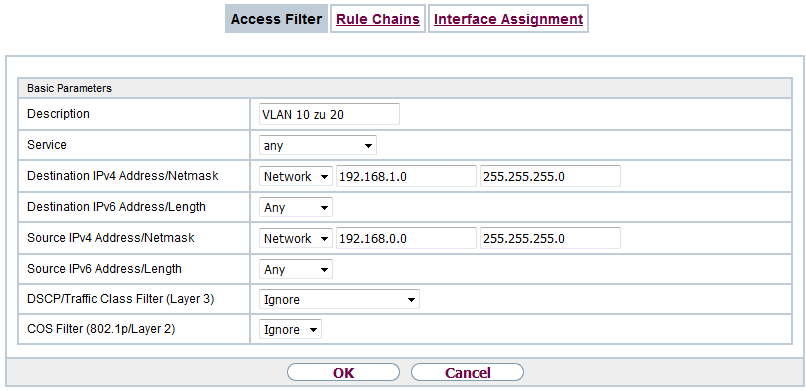 Access Filter Rule Chains Interface Assignment
Basic Parameters
Description VLAN 10 zu 20
Service any
Destination IPv4 Address/Netmask Network 192.168.1.0 255.255.255.0
Destination IPv6 Address/Length Any
Source IPv4 Address/Netmask Network 192.168.0.0 255.255.255.0
Source IPv6 Address/Length Any
DSCP/Traffic Class Filter (Layer 3) Ignore
COS Filter (802.1p/Layer 2) Ignore
OK Cancel